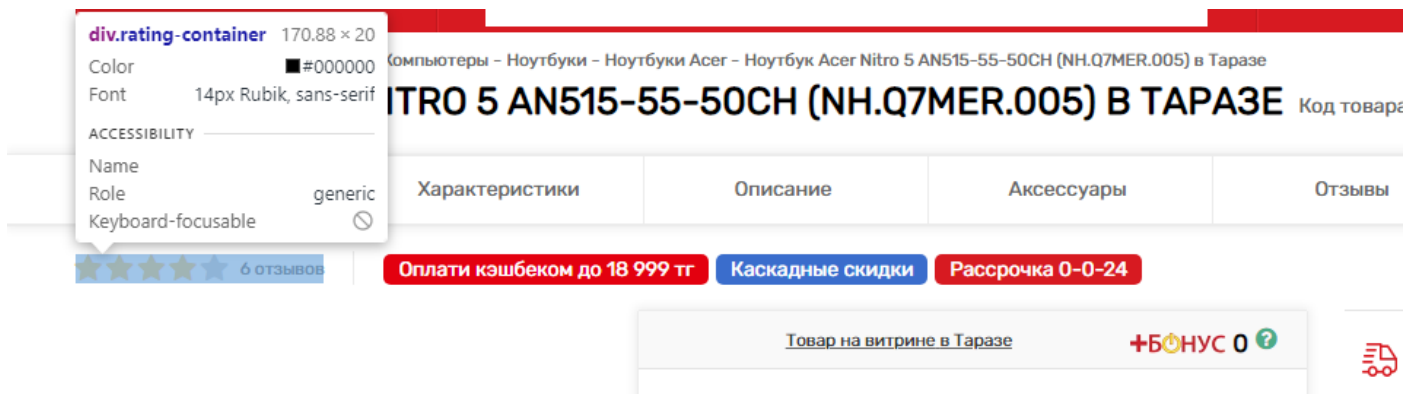 div.rating-container 170.88 × 20
Color #000000
Font 14px Rubik, sans-serif
ACCESSIBILITY
Name
Role generic
Keyboard-focusable
Компьютеры - Ноутбуки - Ноутбуки Acer - Ноутбук Acer Nitro 5 AN515-55-50CH (NH.Q7MER.005) в Таразе
ITRO 5 AN515-55-50CH (NH.Q7MER.005) В ТАРАЗЕ Код товара
Характеристики Описание Аксессуары Отзывы
6 отзывов Оплати кэшбеком до 18 999 тг Каскадные скидки Рассрочка 0-0-24
Товар на витрине в Таразе +БОНУС 0 ?